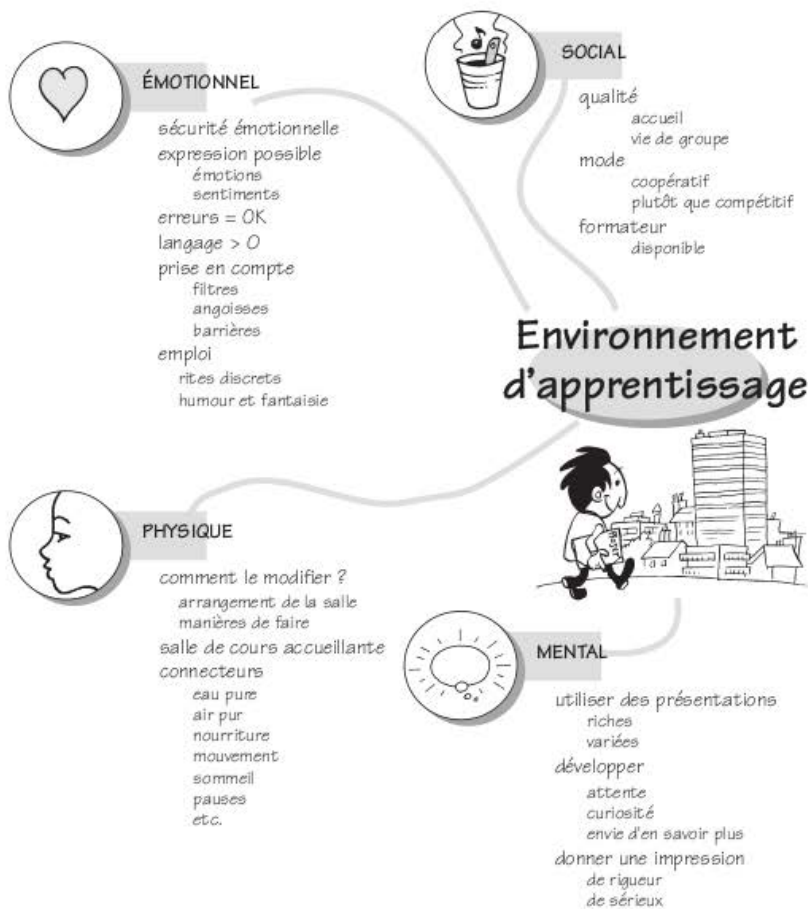 ÉMOTIONNEL
sécurité émotionnelle
expression possible
émotions
sentiments
erreurs = OK
langage > 0
prise en compte
filtres
angoisses
barrières
emploi
rites discrets
humour et fantaisie
SOCIAL
qualité
accueil
vie de groupe
mode
coopératif
plutôt que compétitif
formateur
disponible
Environnement
d'apprentissage
PHYSIQUE
comment le modifier ?
arrangement de la salle
manières de faire
salle de cours accueillante
connecteurs
eau pure
air pur
nourriture
mouvement
sommeil
pauses
etc.
MENTAL
utiliser des présentations
riches
variées
développer
attente
curiosité
envie d'en savoir plus
donner une impression
de rigueur
de sérieux